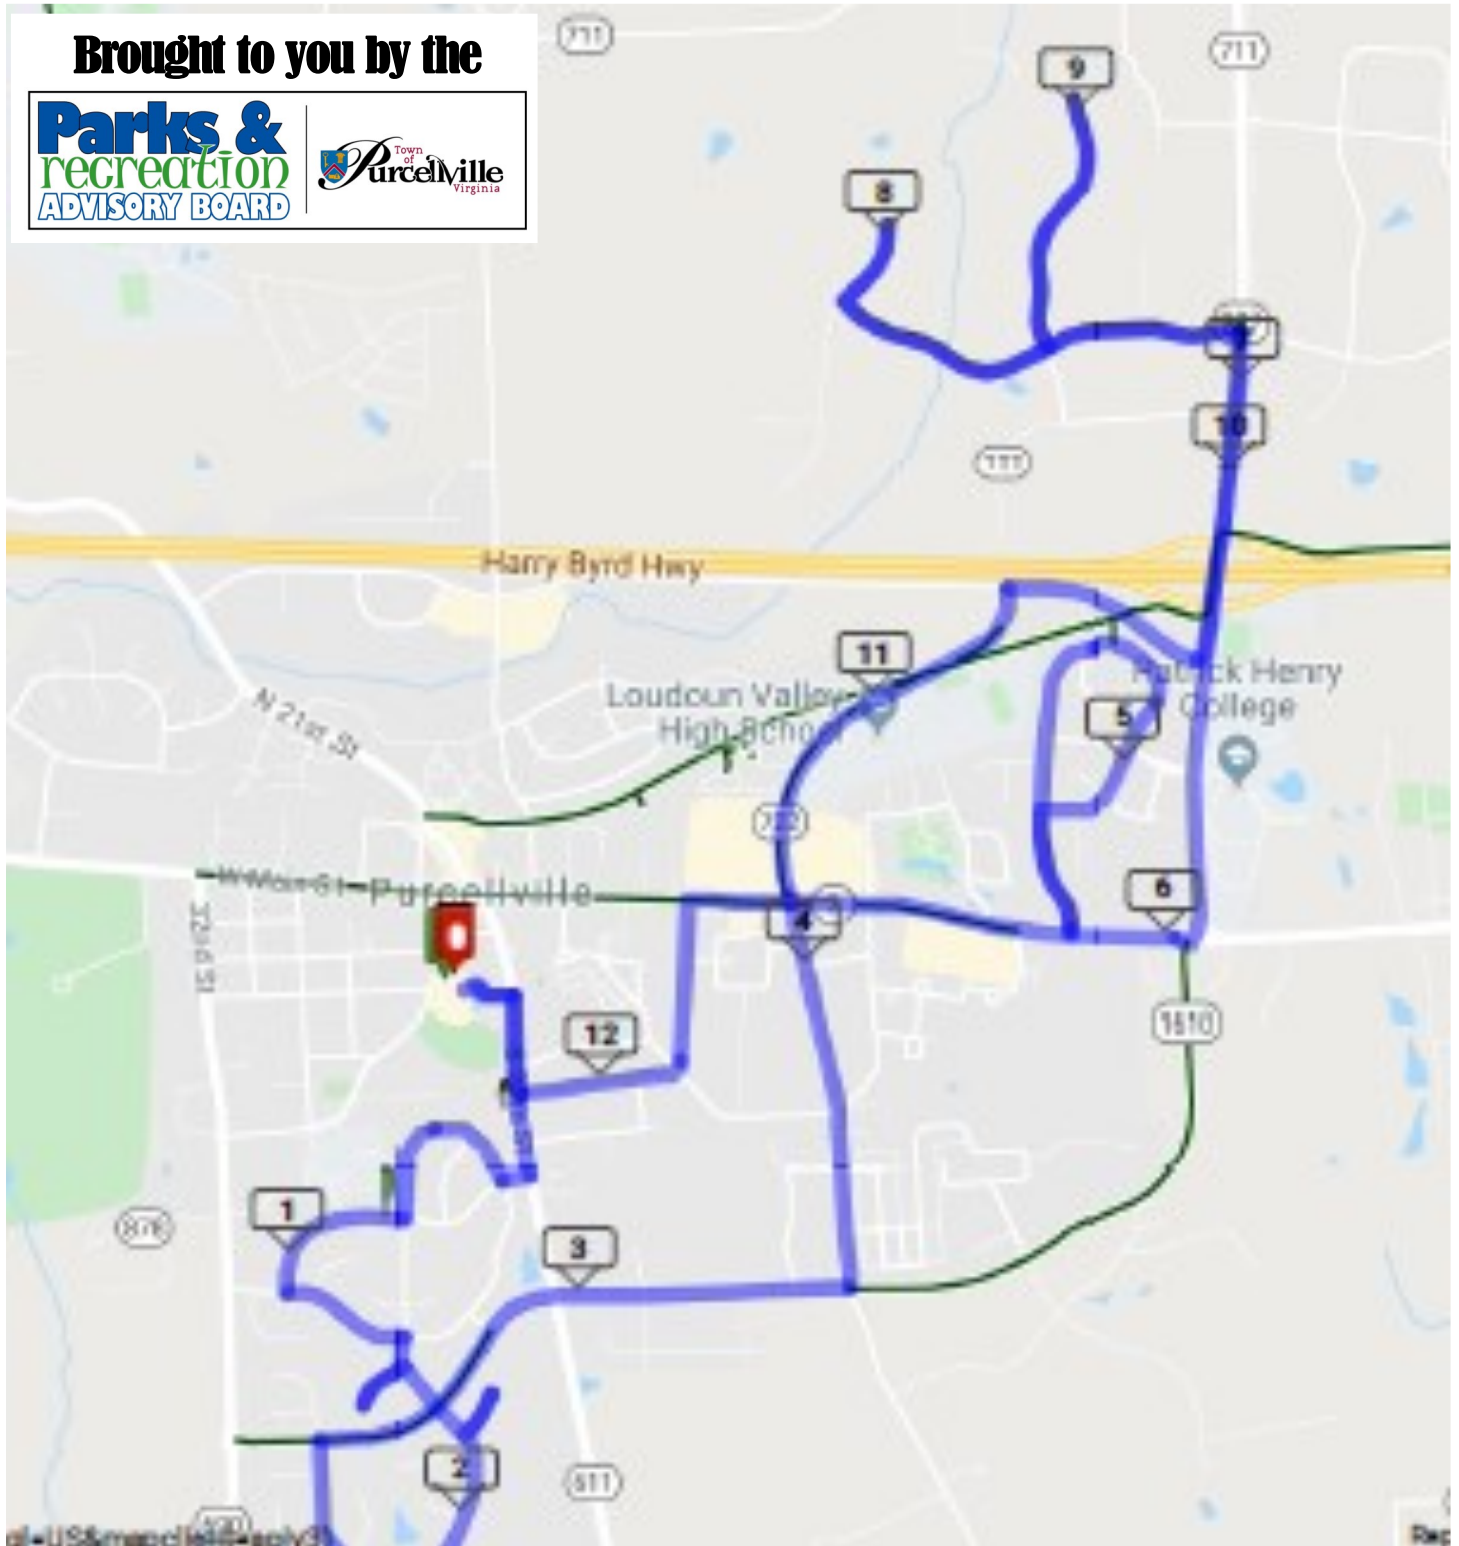 Brought to you by the
Parks &
recreation
ADVISORY BOARD
Town
of
Purcellville
Virginia
711
711
9
8
10
Harry Byrd Hwy
11
Loudoun Valley
High School
Patrick Henry
College
5
N 21st St
722
W Main St
Purcellville
6
4
32nd St
12
1610
1
3
2
611